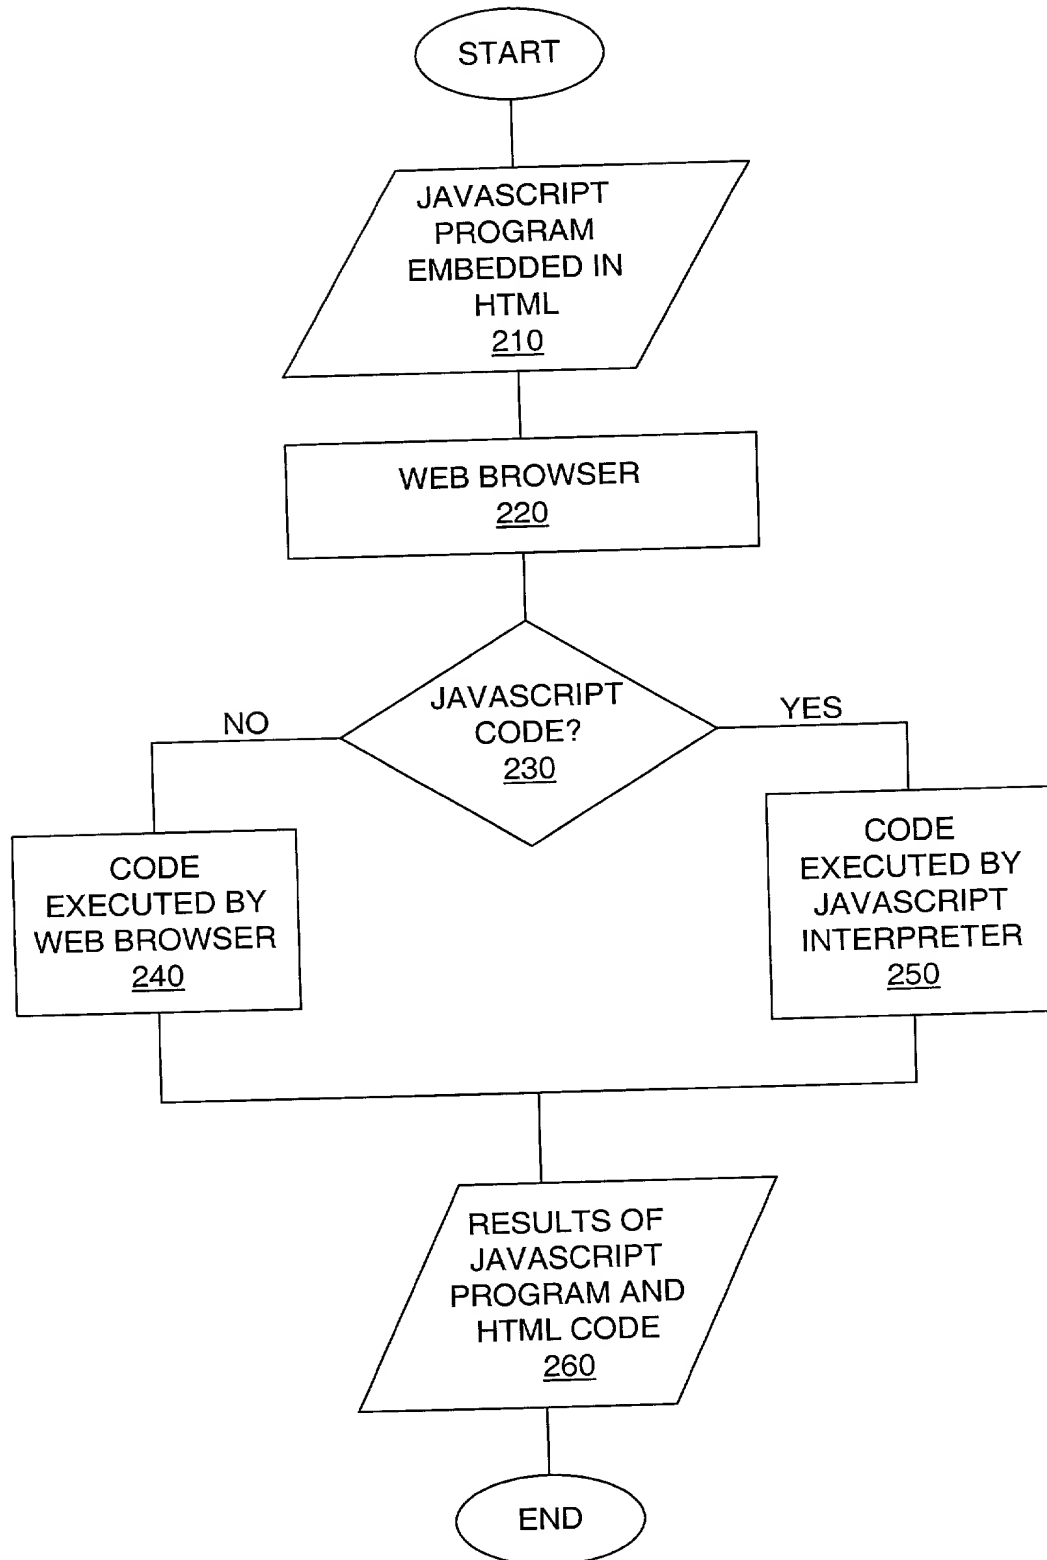 START
JAVASCRIPT
PROGRAM
EMBEDDED IN
HTML
210
WEB BROWSER
220
JAVASCRIPT
CODE?
230
NO
YES
CODE
EXECUTED BY
WEB BROWSER
240
CODE
EXECUTED BY
JAVASCRIPT
INTERPRETER
250
RESULTS OF
JAVASCRIPT
PROGRAM AND
HTML CODE
260
END